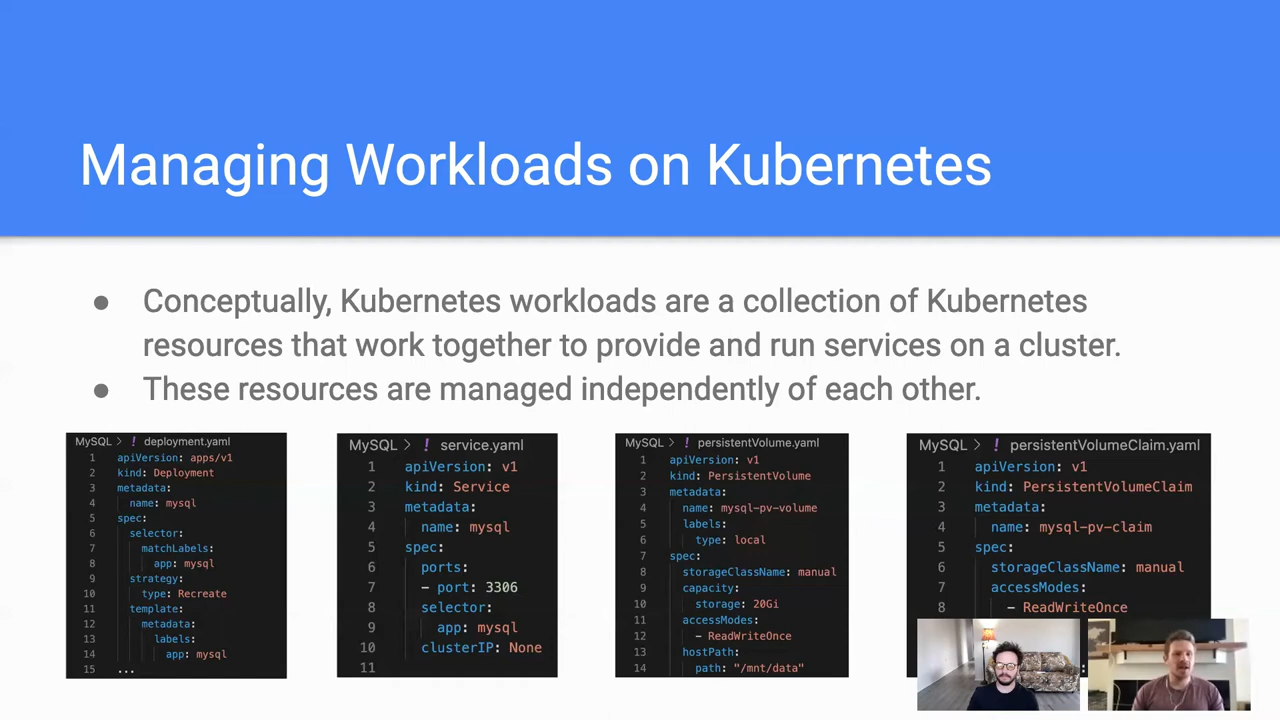 Managing Workloads on Kubernetes
● Conceptually, Kubernetes workloads are a collection of Kubernetes
resources that work together to provide and run services on a cluster.
● These resources are managed independently of each other.
MySQL > ! deployment.yaml
1 apiVersion: apps/v1
2 kind: Deployment
3 metadata:
4 name: mysql
5 spec:
6 selector:
7 matchLabels:
8 app: mysql
9 strategy:
10 type: Recreate
11 template:
12 metadata:
13 labels:
14 app: mysql
15 ...
MySQL > ! service.yaml
1 apiVersion: v1
2 kind: Service
3 metadata:
4 name: mysql
5 spec:
6 ports:
7 - port: 3306
8 selector:
9 app: mysql
10 clusterIP: None
11
MySQL > ! persistentVolume.yaml
1 apiVersion: v1
2 kind: PersistentVolume
3 metadata:
4 name: mysql-pv-volume
5 labels:
6 type: local
7 spec:
8 storageClassName: manual
9 capacity:
10 storage: 20Gi
11 accessModes:
12 - ReadWriteOnce
13 hostPath:
14 path: "/mnt/data"
MySQL > ! persistentVolumeClaim.yaml
1 apiVersion: v1
2 kind: PersistentVolumeClaim
3 metadata:
4 name: mysql-pv-claim
5 spec:
6 storageClassName: manual
7 accessModes:
8 - ReadWriteOnce